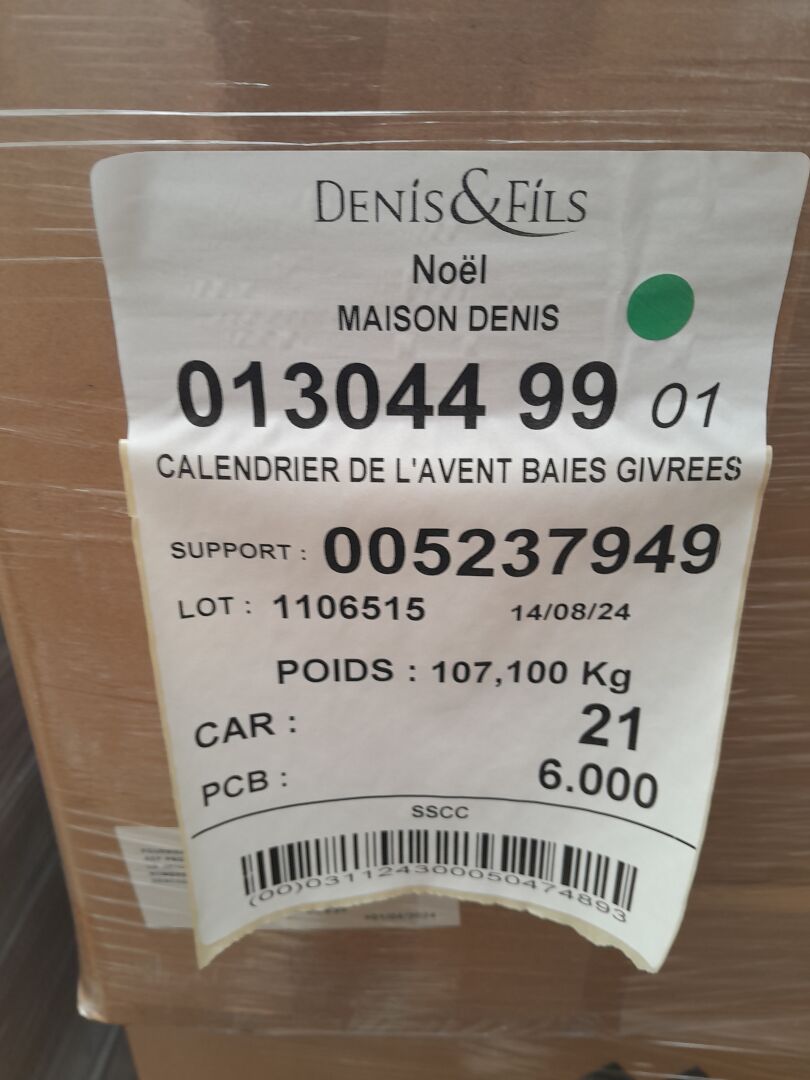 DENIS&FILS
Noël
MAISON DENIS
013044 99 01
CALENDRIER DE L'AVENT BAIES GIVREES
SUPPORT : 005237949
LOT : 1106515 14/08/24
POIDS : 107,100 Kg
CAR : 21
PCB : 6.000
SSCC
(00)031124300050474893